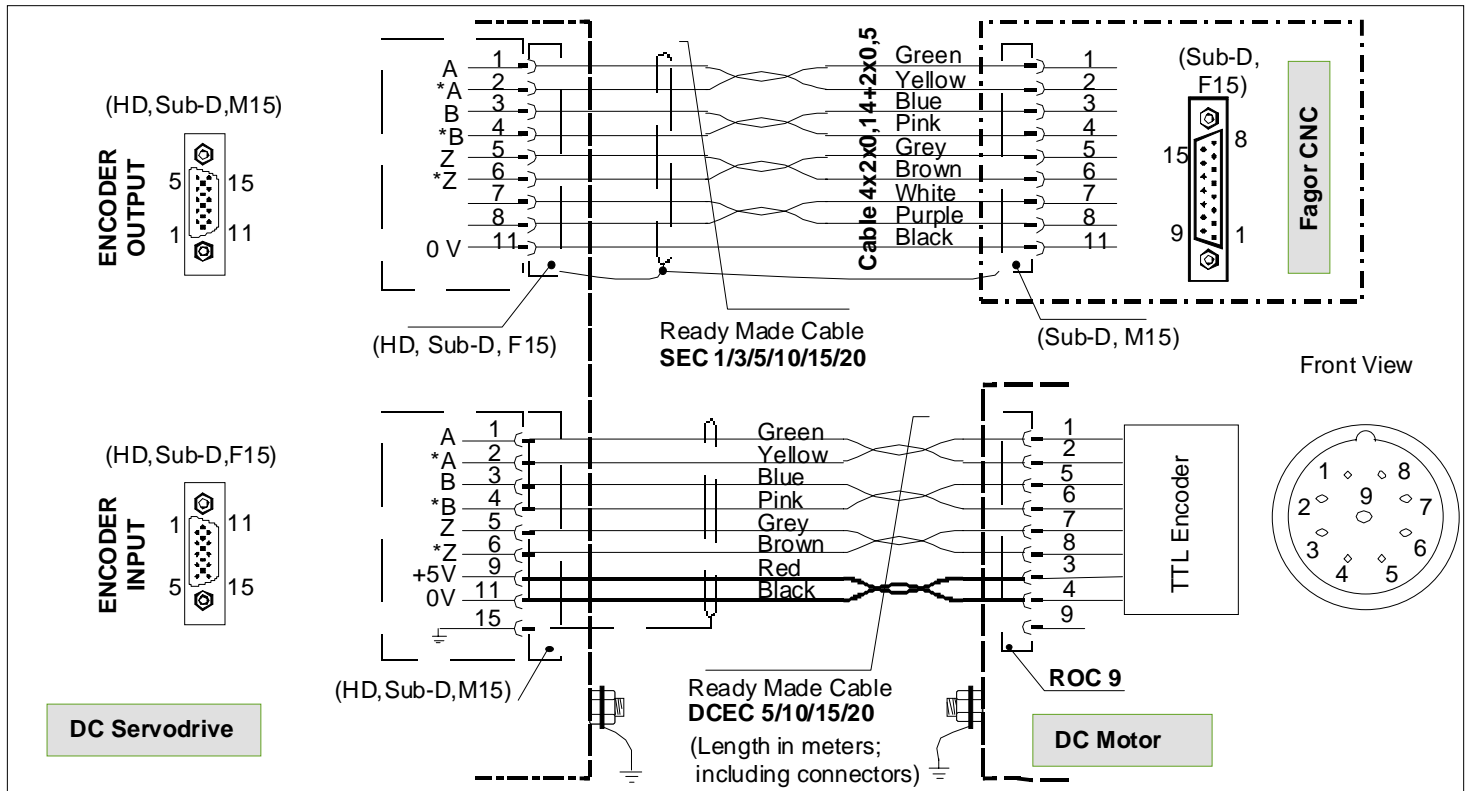 (HD,Sub-D,M15)
ENCODER
OUTPUT
5
15
1
11
A
1
*A
2
B
3
*B
4
Z
5
*Z
6
7
8
0 V
11
(HD, Sub-D, F15)
Cable 4x2x0,14+2x0,5
Green
Yellow
Blue
Pink
Grey
Brown
White
Purple
Black
1
2
3
4
5
6
7
8
11
Ready Made Cable
SEC 1/3/5/10/15/20
(Sub-D, M15)
(Sub-D,
F15)
8
15
9
1
Fagor CNC
(HD,Sub-D,F15)
ENCODER
INPUT
1
11
5
15
A
1
*A
2
B
3
*B
4
Z
5
*Z
6
+5V
9
0V
11
15
(HD,Sub-D,M15)
Green
Yellow
Blue
Pink
Grey
Brown
Red
Black
1
2
5
6
7
8
3
4
9
TTL Encoder
ROC 9
Ready Made Cable
DCEC 5/10/15/20
(Length in meters;
including connectors)
Front View
1
8
9
2
7
3
6
4
5
DC Servodrive
DC Motor